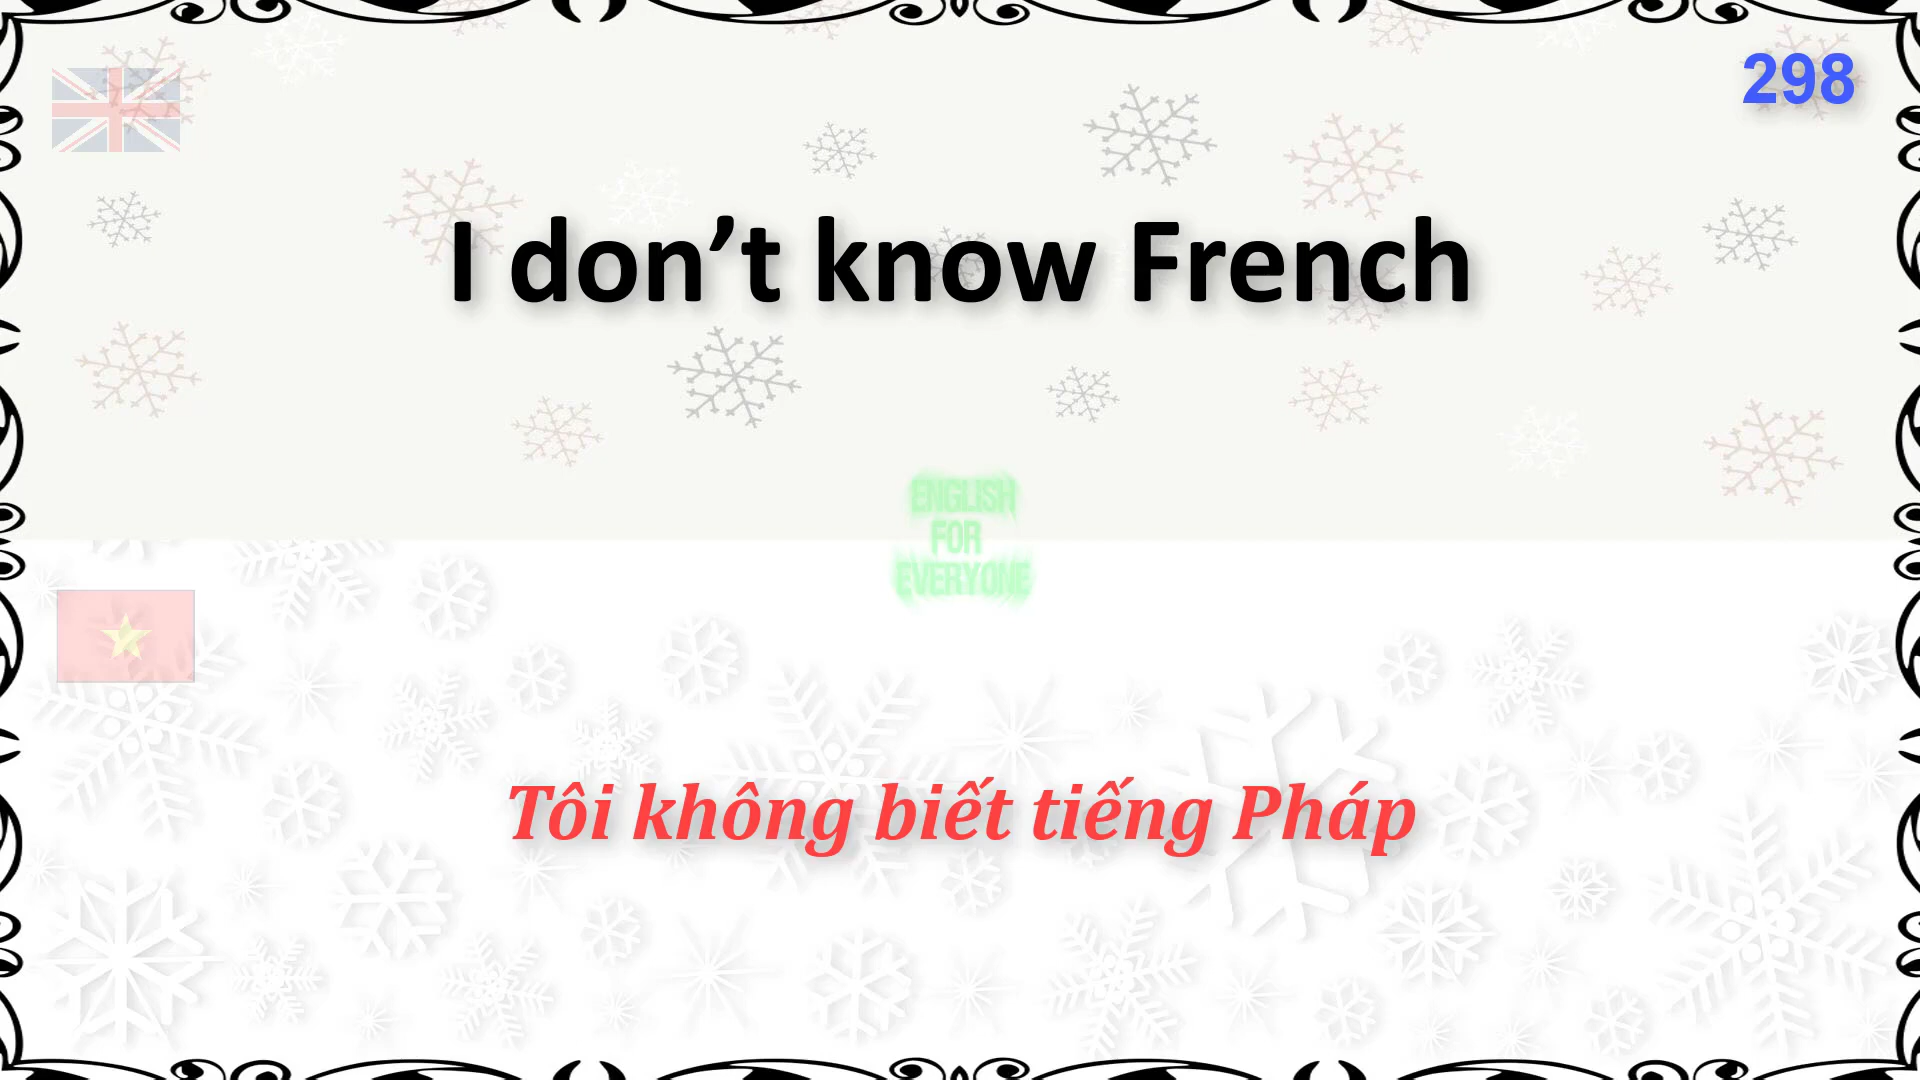 298
I don’t know French
ENGLISH
FOR
EVERYONE
Tôi không biết tiếng Pháp